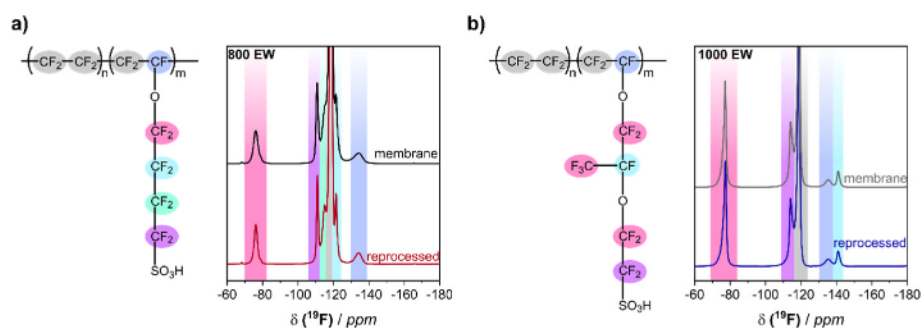 a)
CF₂ CF₂ n CF₂ CF m
O
CF₂
CF₂
CF₂
CF₂
SO₃H
800 EW
membrane
reprocessed
-60 -80 -100 -120 -140 -160 -180
δ (¹⁹F) / ppm
b)
CF₂ CF₂ n CF₂ CF m
O
CF₂
F₃C CF
O
CF₂
CF₂
SO₃H
1000 EW
membrane
reprocessed
-60 -80 -100 -120 -140 -160 -180
δ (¹⁹F) / ppm